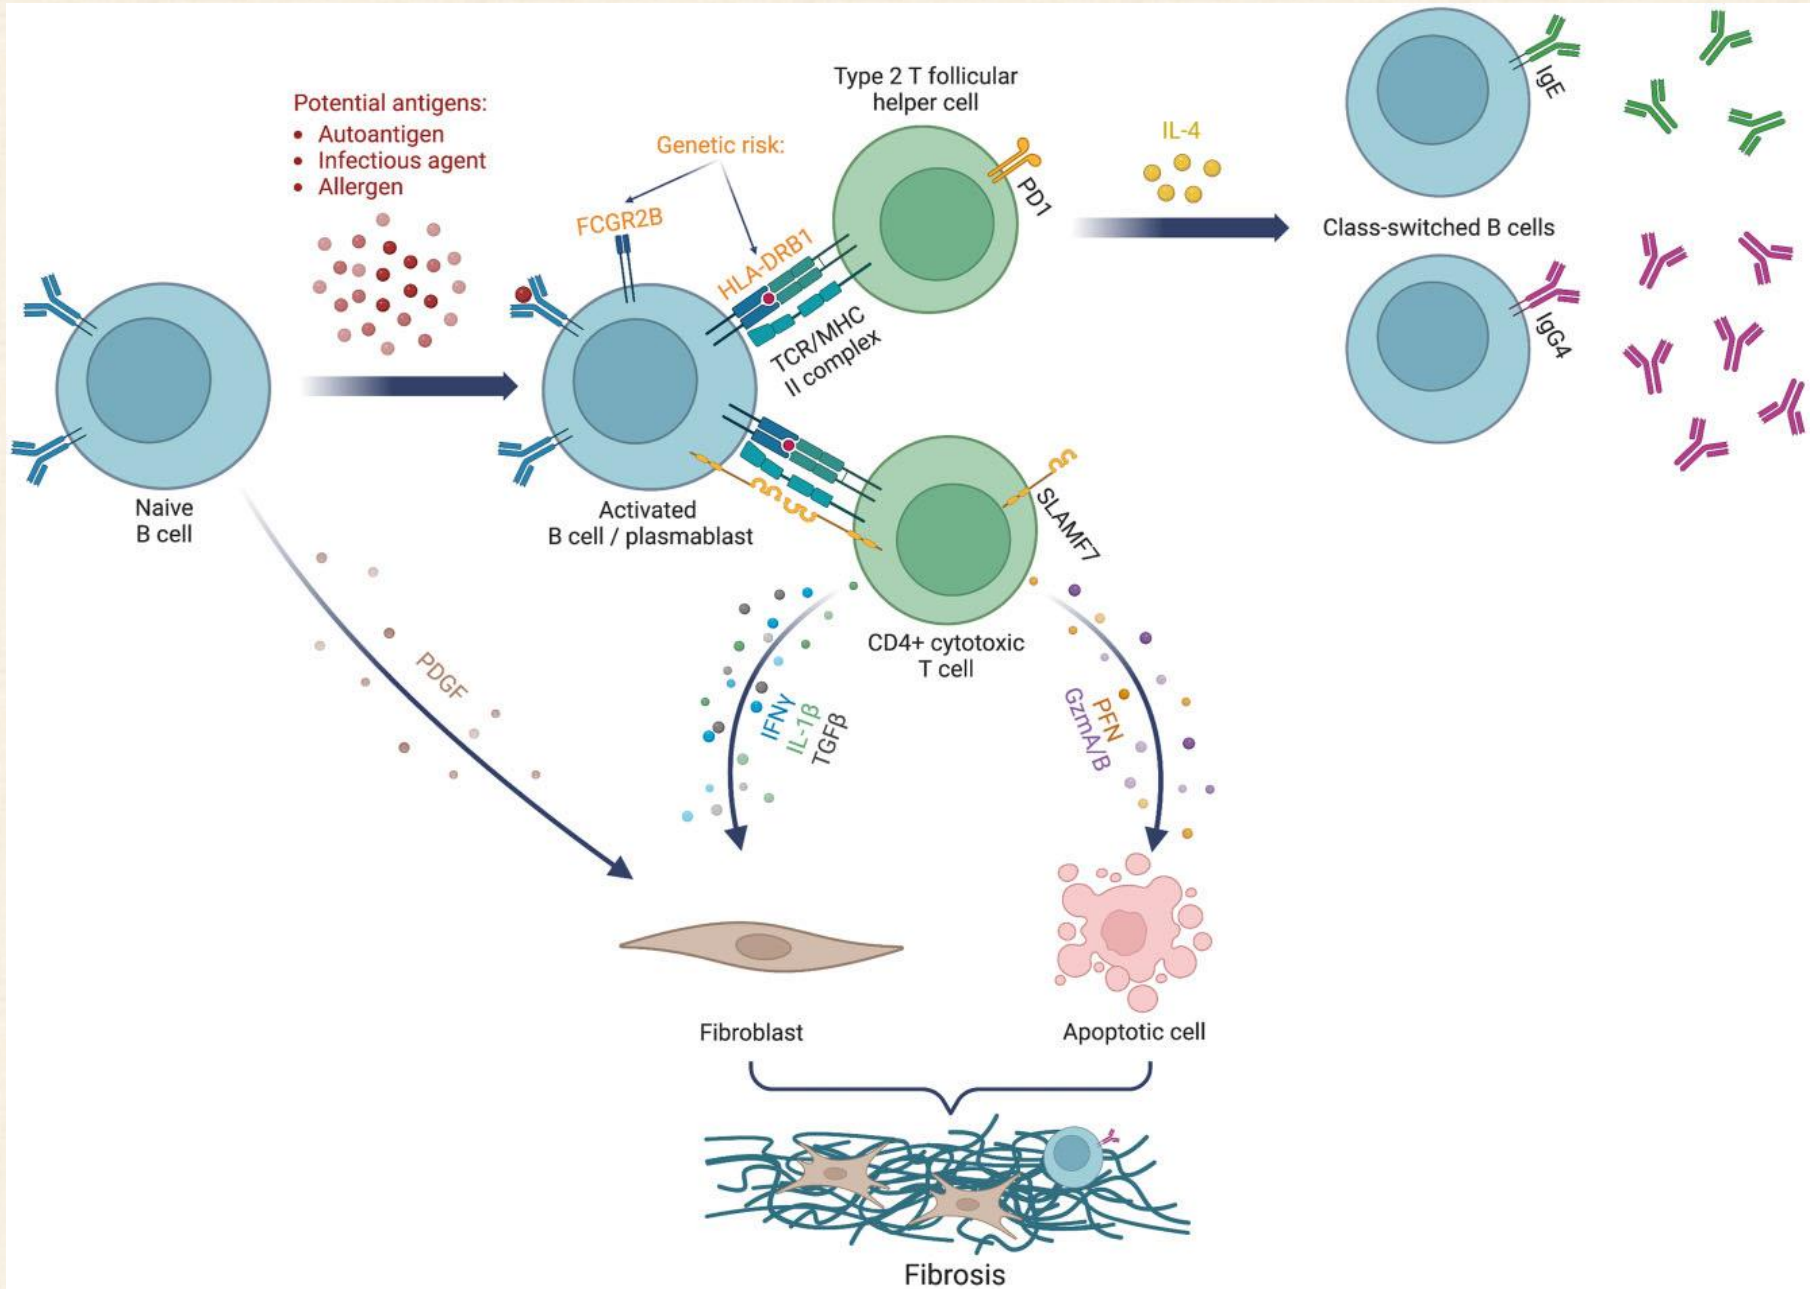 Potential antigens:
• Autoantigen
• Infectious agent
• Allergen
Genetic risk:
FCGR2B
HLA-DRB1
Type 2 T follicular
helper cell
PD1
TCR/MHC
II complex
IL-4
IgE
Class-switched B cells
IgG4
Naive
B cell
Activated
B cell / plasmablast
SLAMF7
CD4+ cytotoxic
T cell
PDGF
IFNγ
IL-1β
TGFβ
PFN
GzmA/B
Fibroblast
Apoptotic cell
Fibrosis